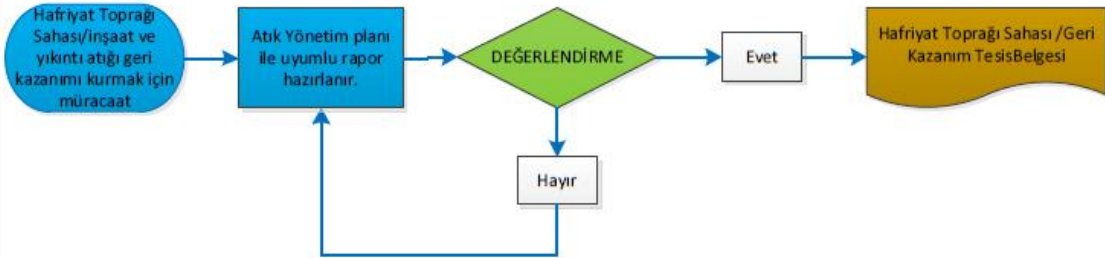 Hafriyat Toprağı
Sahası/inşaat ve
yıkıntı atığı geri
kazanımı kurmak için
müracaat
Atık Yönetim planı
ile uyumlu rapor
hazırlanır.
DEĞERLENDİRME
Evet
Hafriyat Toprağı Sahası /Geri
Kazanım TesisBelgesi
Hayır